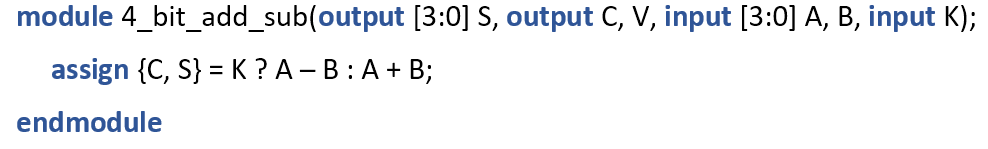 module 4_bit_add_sub(output [3:0] S, output C, V, input [3:0] A, B, input K);
assign {C, S} = K ? A – B : A + B;
endmodule